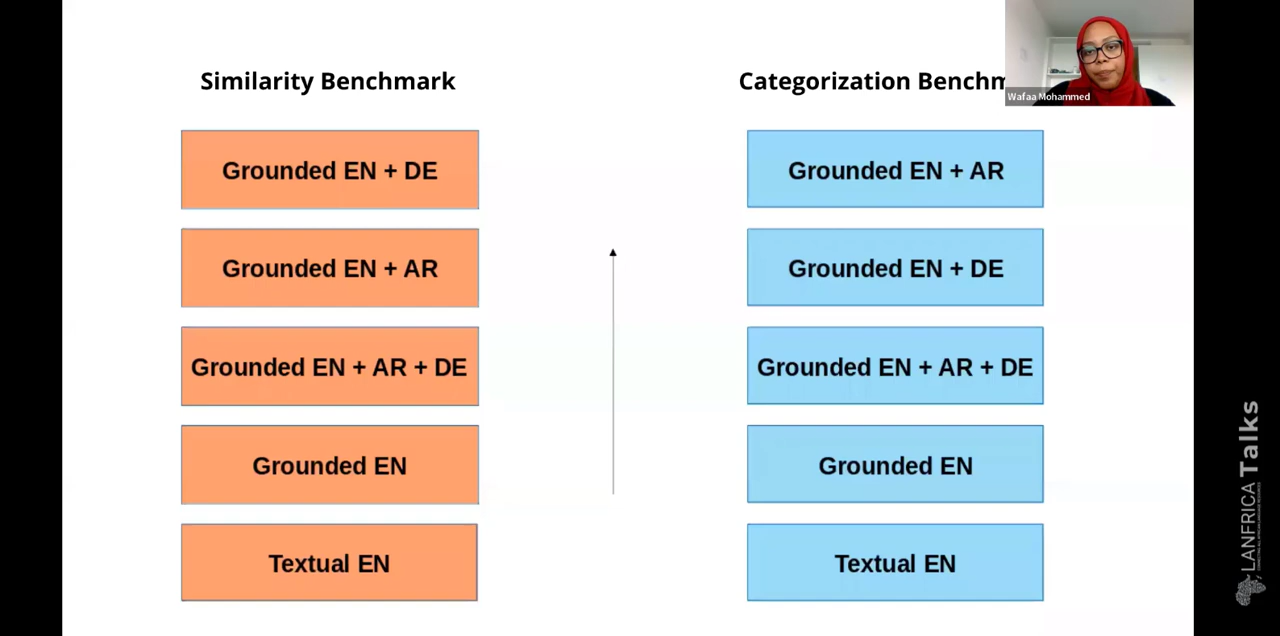 Similarity Benchmark
Categorization Benchm
Wafaa Mohammed
Grounded EN + DE
Grounded EN + AR
Grounded EN + AR + DE
Grounded EN
Textual EN
Grounded EN + AR
Grounded EN + DE
Grounded EN + AR + DE
Grounded EN
Textual EN
LANFRICA Talks